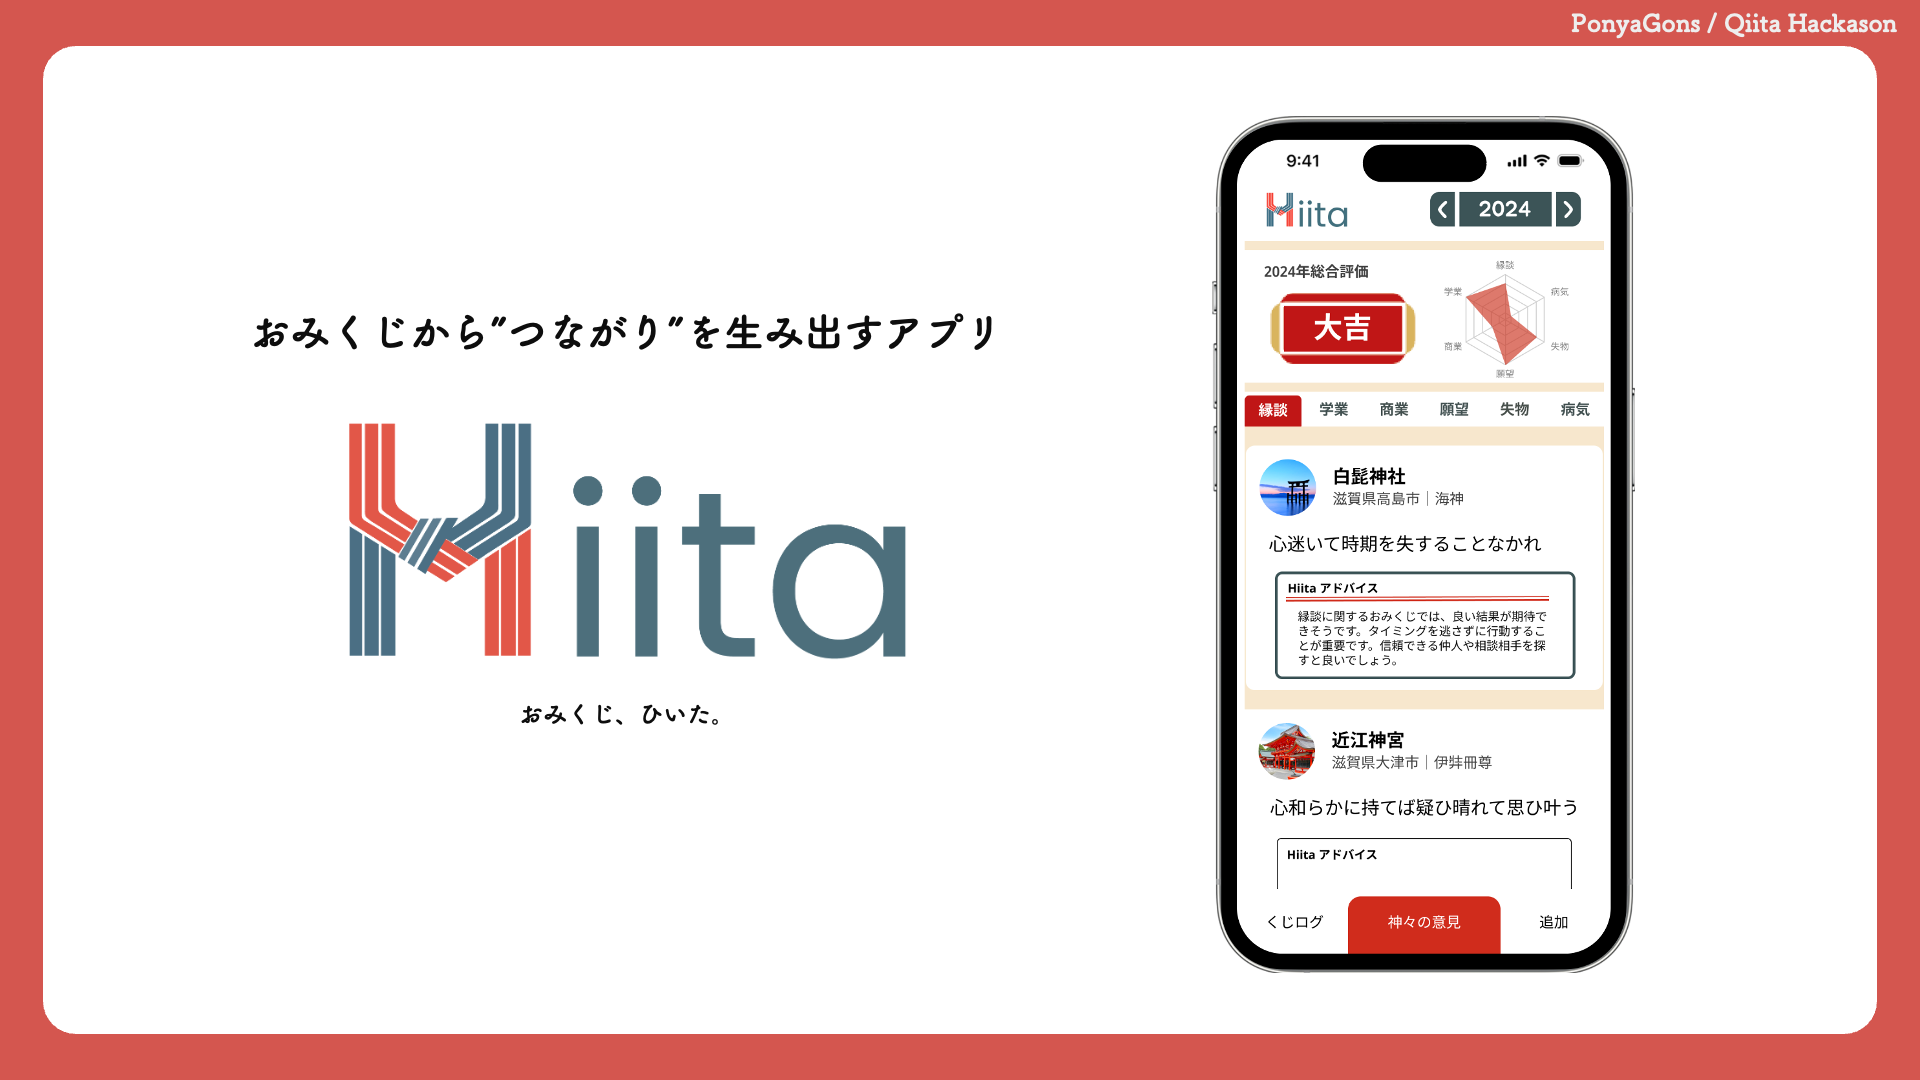 PonyaGons / Qiita Hackason
おみくじから"つながり"を生み出すアプリ
Hiita
おみくじ、ひいた。
9:41
Hiita
2024
2024年総合評価
大吉
縁談
病気
失物
願望
商業
学業
縁談 学業 商業 願望 失物 病気
白髭神社
滋賀県高島市｜海神
心迷いて時期を失することなかれ
Hiita アドバイス
縁談に関するおみくじでは、良い結果が期待で
きそうです。タイミングを逃さずに行動するこ
とが重要です。信頼できる仲人や相談相手を探
すと良いでしょう。
近江神宮
滋賀県大津市｜伊弉冊尊
心和らかに持てば疑ひ晴れて思ひ叶う
Hiita アドバイス
くじログ 神々の意見 追加